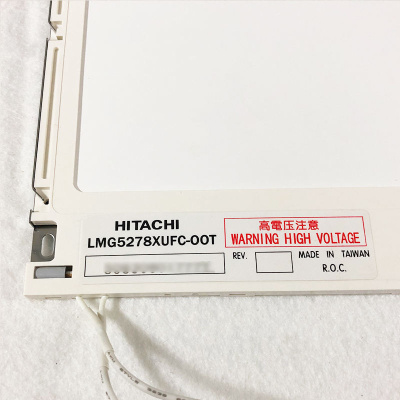 HITACHI
LMG5278XUFC-00T
高電圧注意
WARNING HIGH VOLTAGE
REV.
MADE IN TAIWAN
R.O.C.